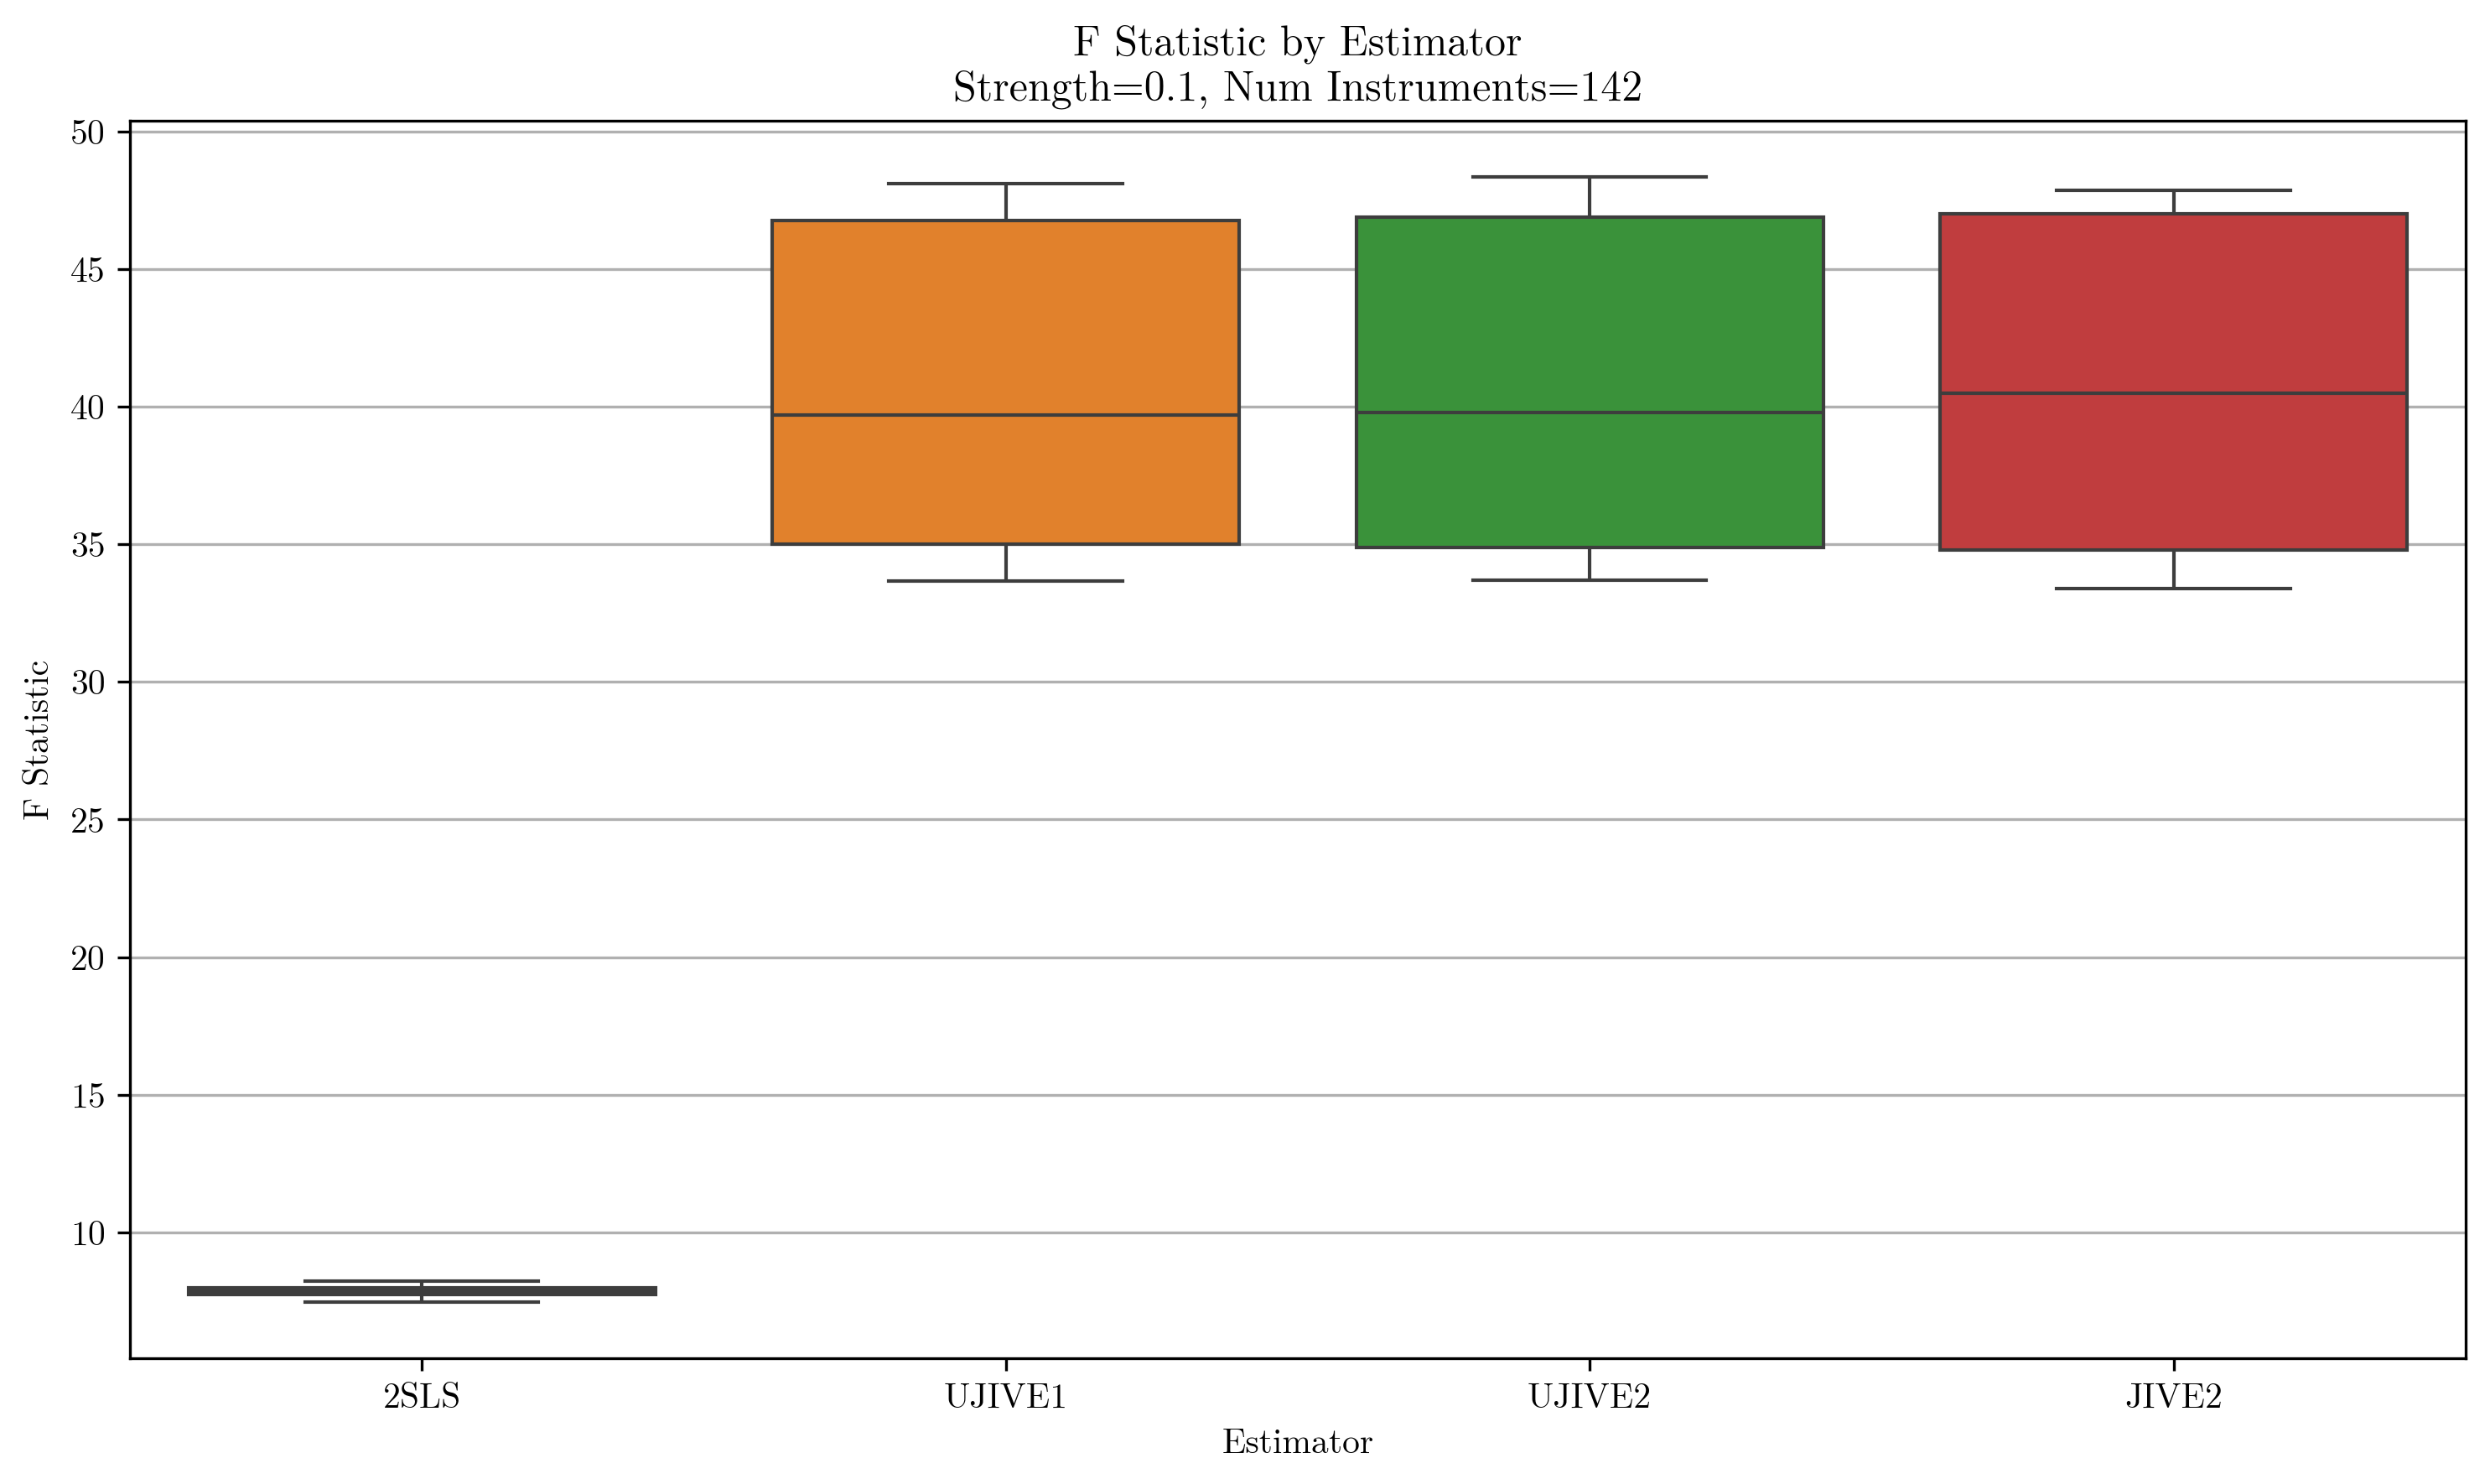 F Statistic by Estimator
Strength=0.1, Num Instruments=142
50
45
40
35
30
25
20
15
10
F Statistic
2SLS
UJIVE1
UJIVE2
JIVE2
Estimator